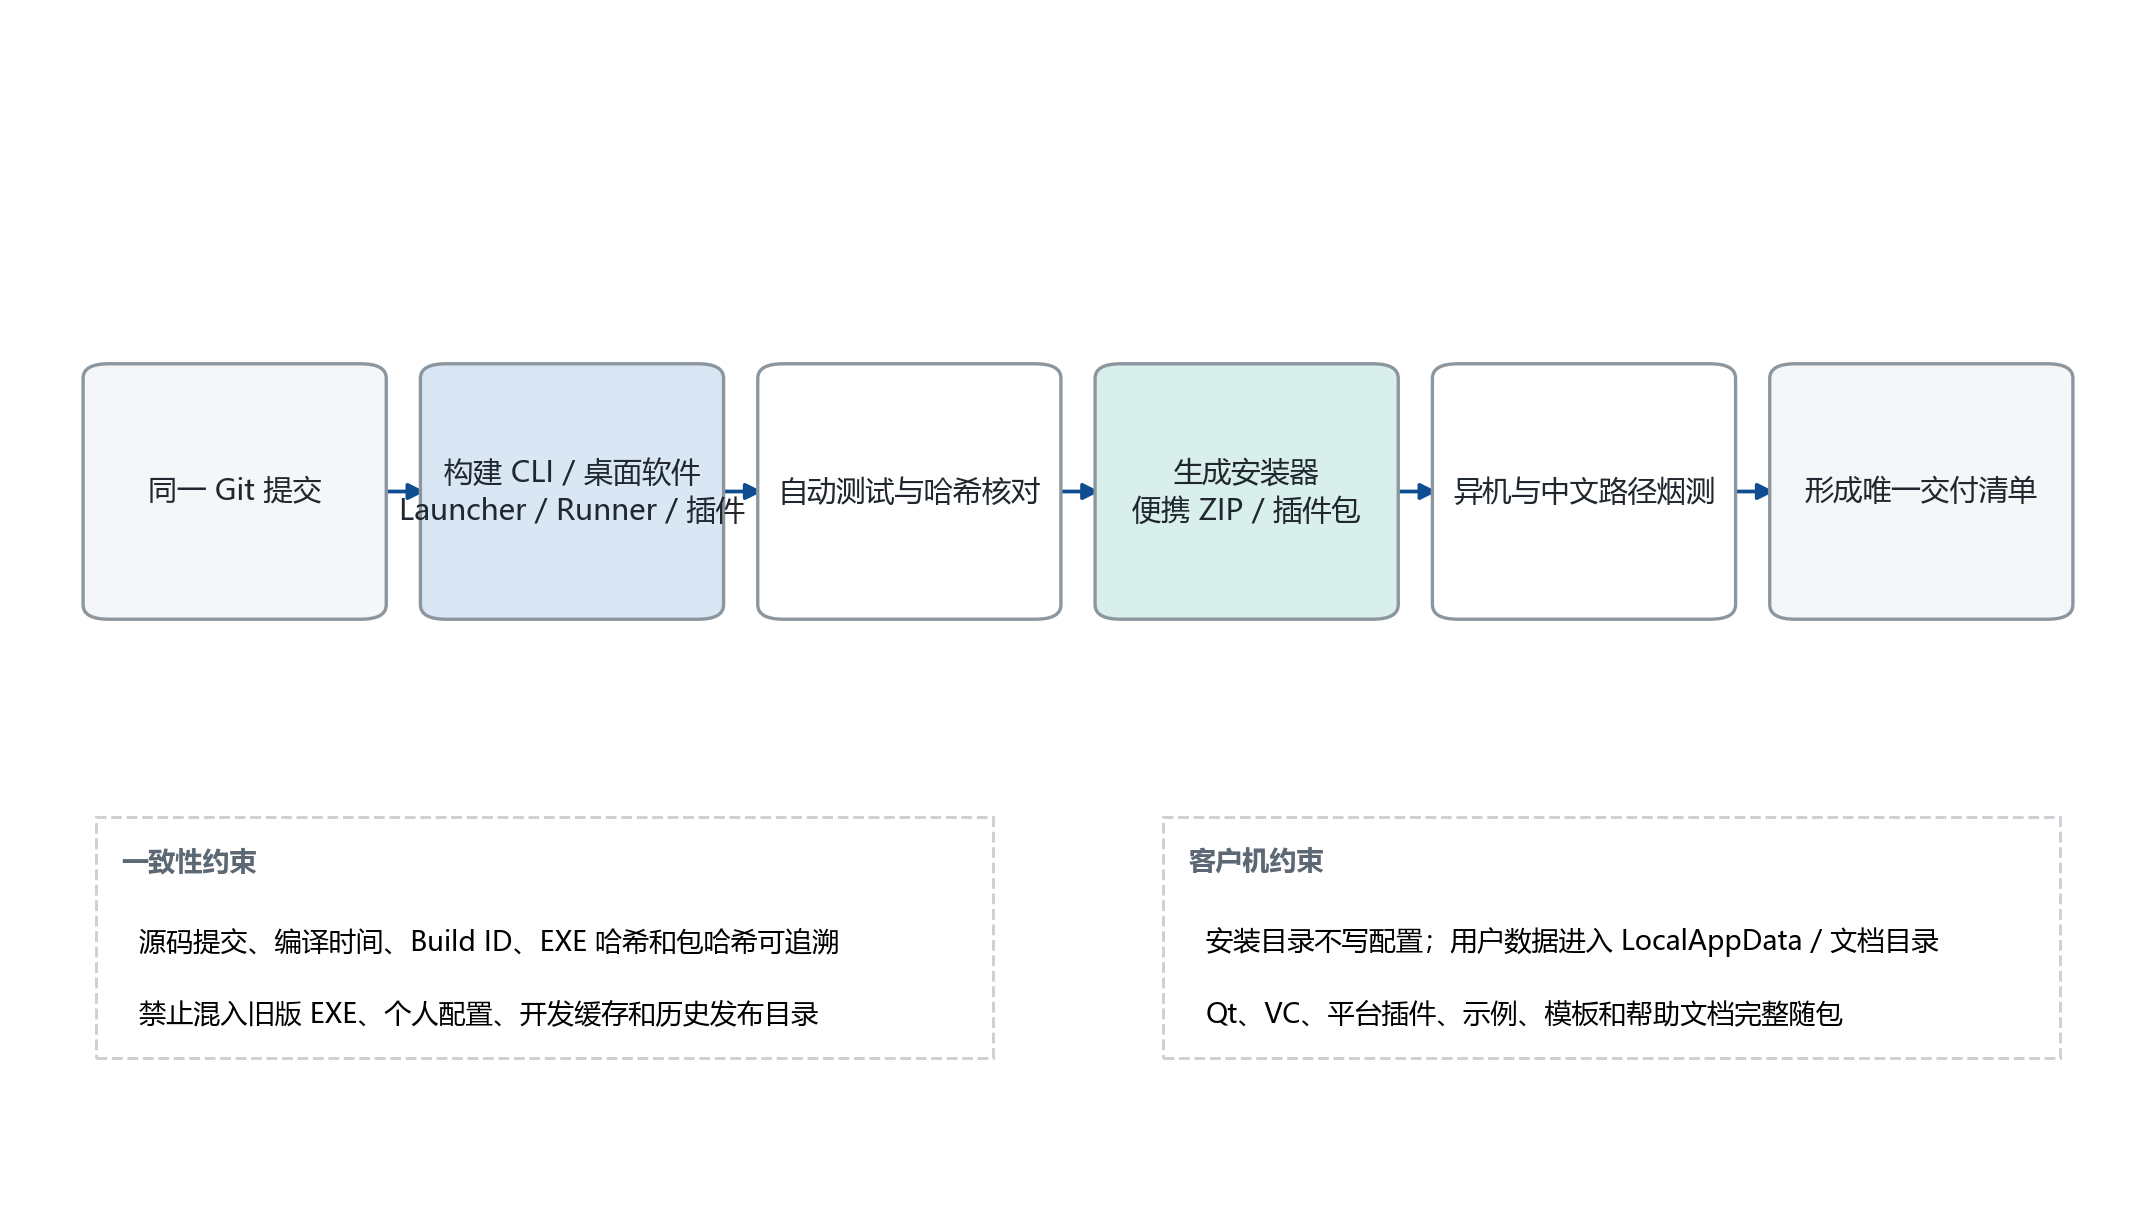 同一 Git 提交
构建 CLI / 桌面软件
Launcher / Runner / 插件
自动测试与哈希核对
生成安装器
便携 ZIP / 插件包
异机与中文路径烟测
形成唯一交付清单
一致性约束
源码提交、编译时间、Build ID、EXE 哈希和包哈希可追溯
禁止混入旧版 EXE、个人配置、开发缓存和历史发布目录
客户机约束
安装目录不写配置；用户数据进入 LocalAppData / 文档目录
Qt、VC、平台插件、示例、模板和帮助文档完整随包